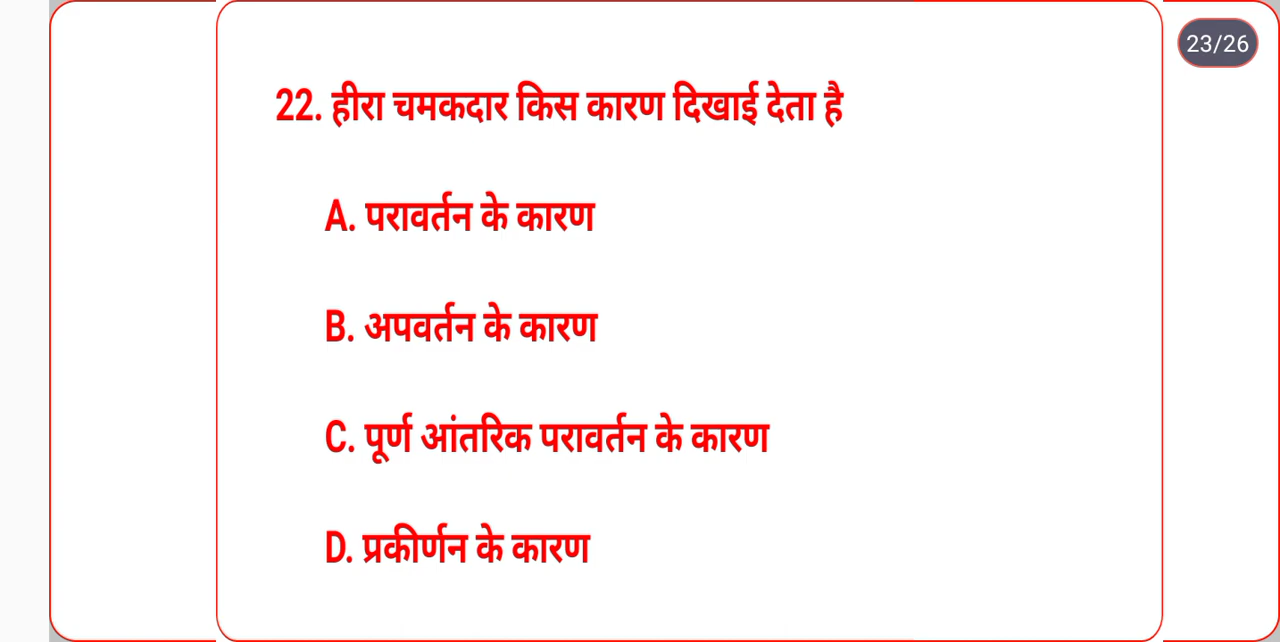 23/26
22. हीरा चमकदार किस कारण दिखाई देता है
A. परावर्तन के कारण
B. अपवर्तन के कारण
C. पूर्ण आंतरिक परावर्तन के कारण
D. प्रकीर्णन के कारण